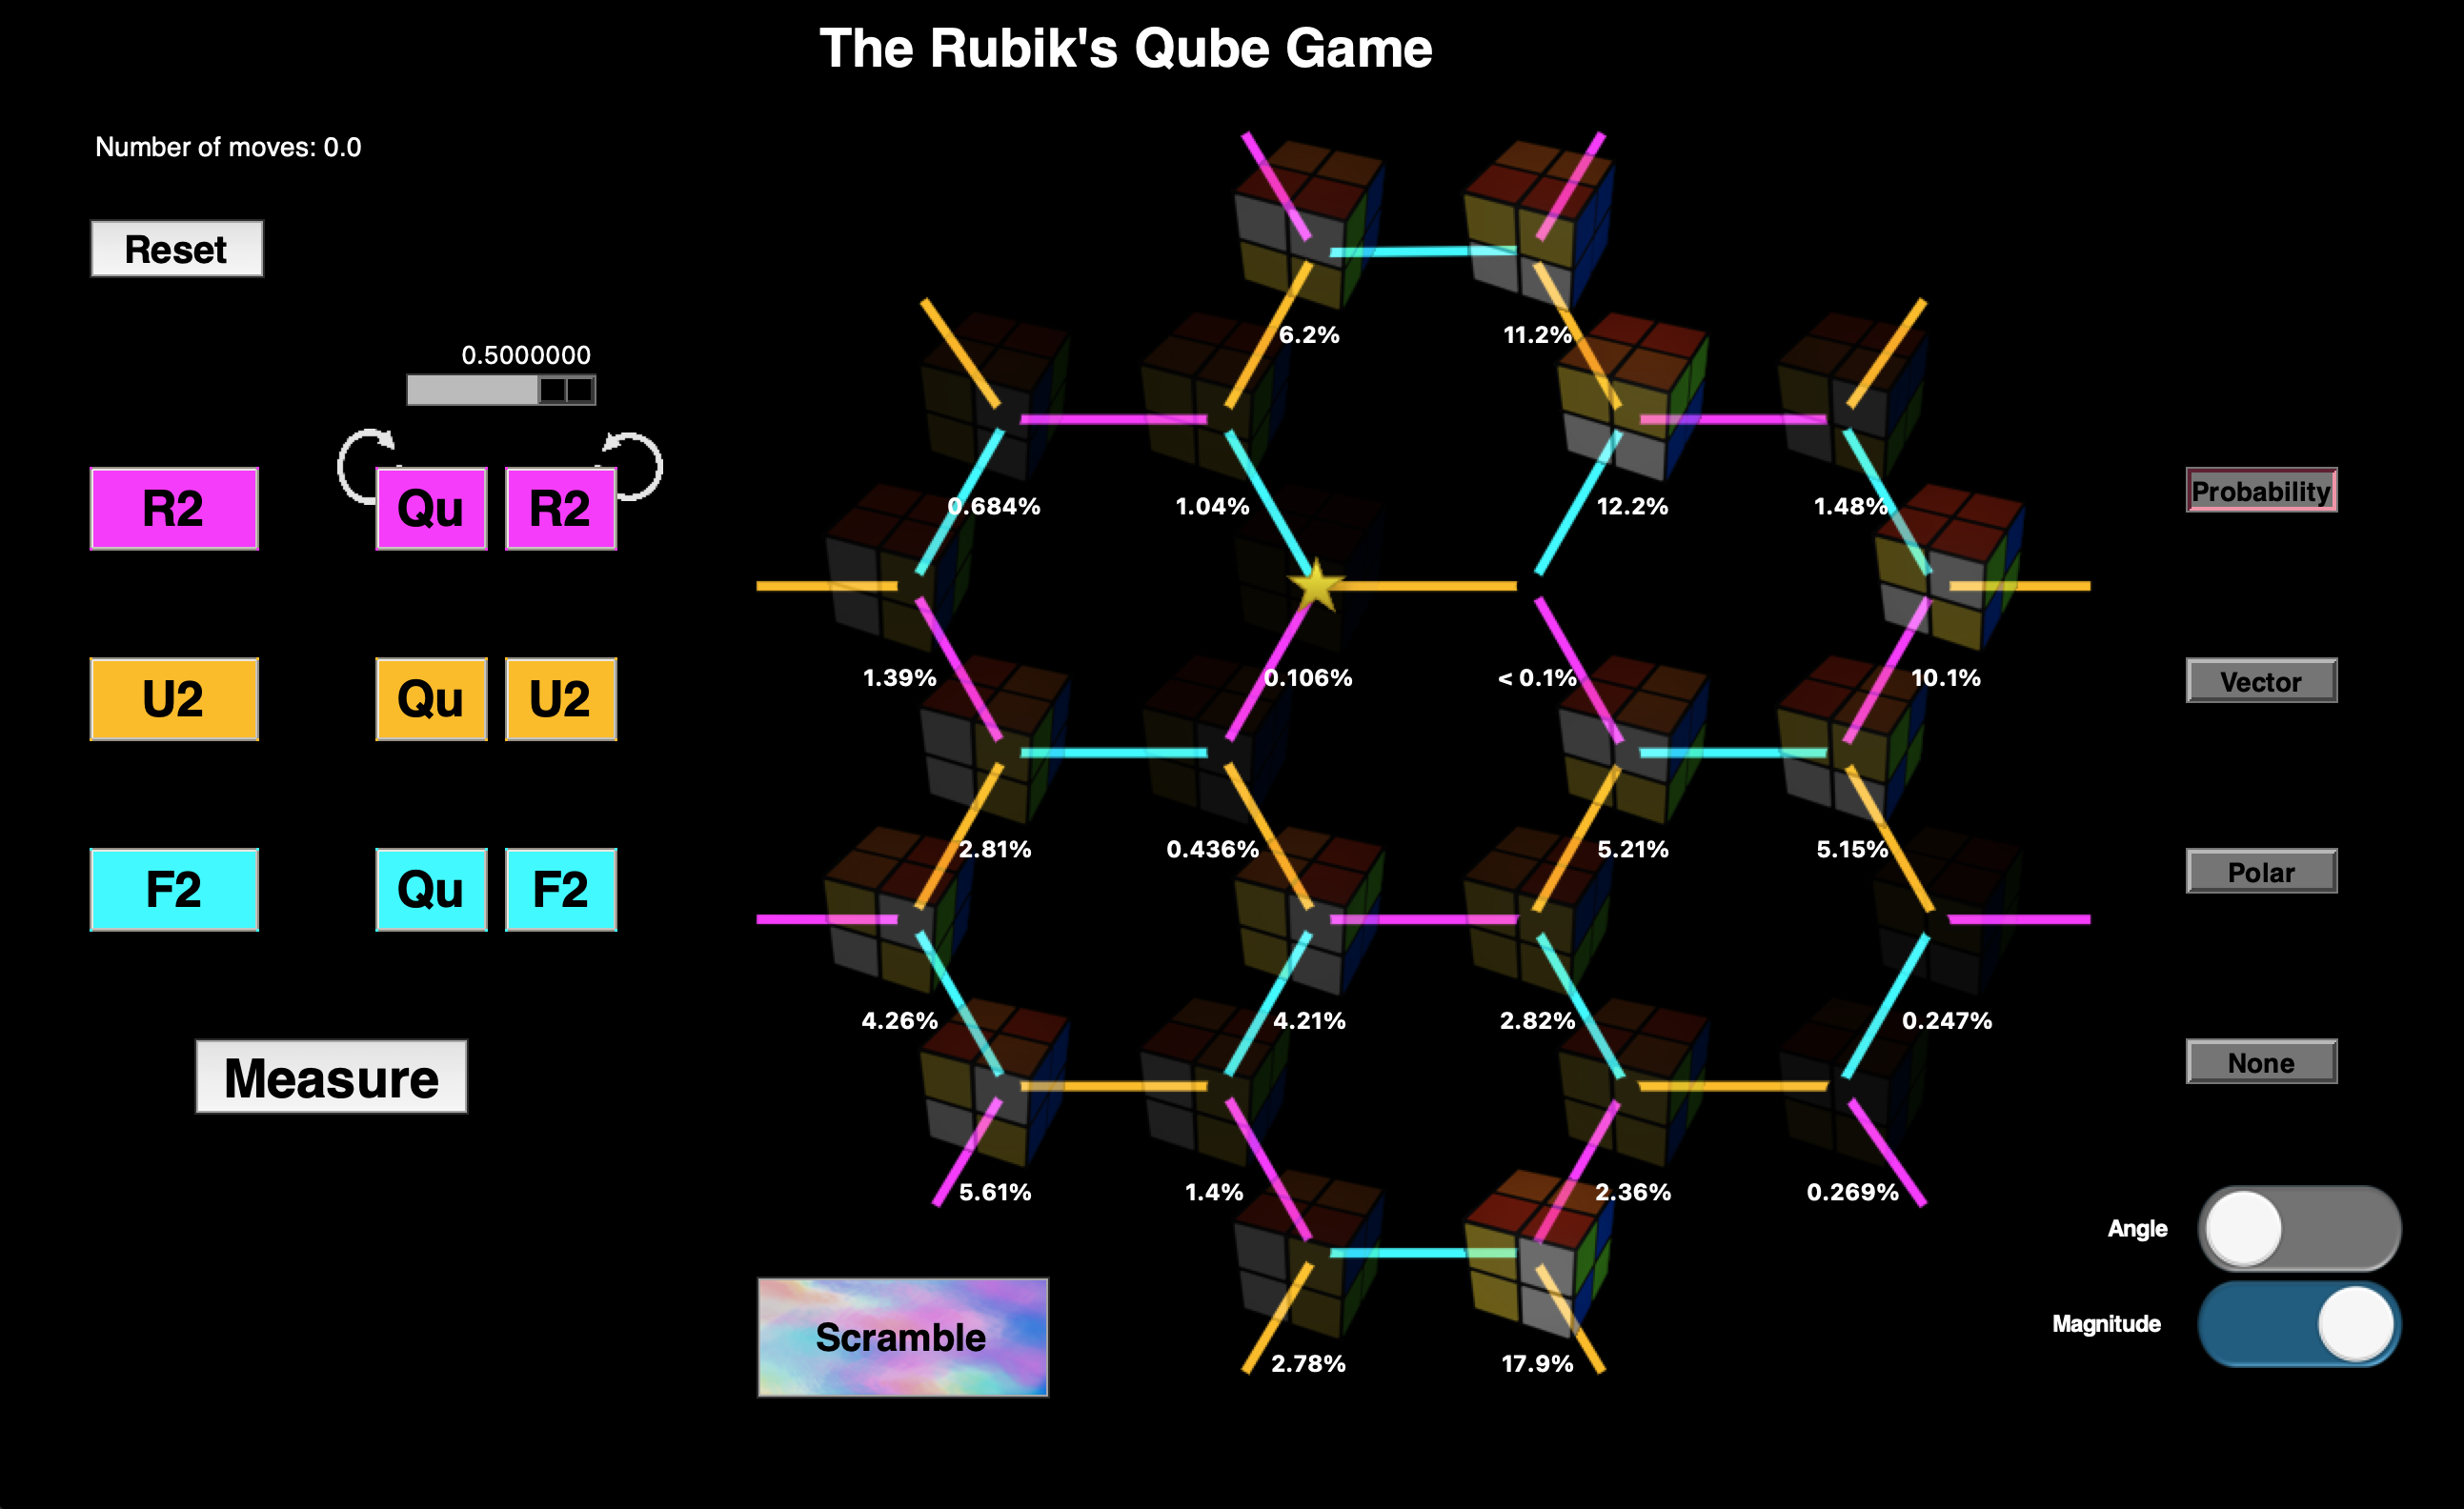 The Rubik's Qube Game
Number of moves: 0.0
Reset
6.2%
11.2%
0.5000000
R2
Qu
R2
0.684%
1.04%
12.2%
1.48%
Probability
U2
Qu
U2
1.39%
0.106%
< 0.1%
10.1%
Vector
2.81%
0.436%
5.21%
5.15%
F2
Qu
F2
Polar
4.26%
4.21%
2.82%
0.247%
Measure
None
5.61%
1.4%
2.36%
0.269%
Angle
Scramble
Magnitude
2.78%
17.9%